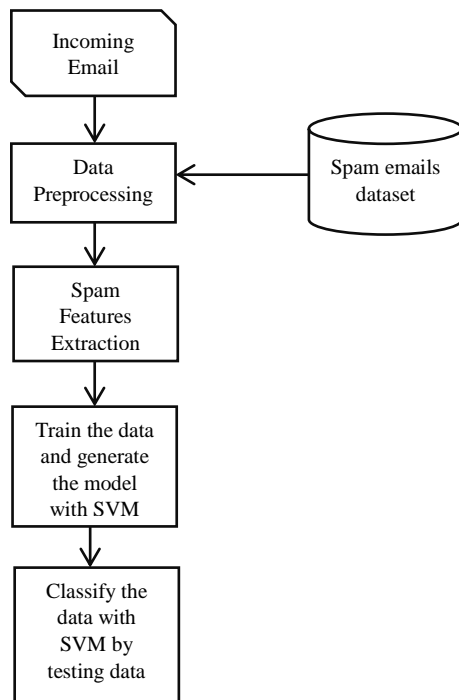 Incoming
Email
Data
Preprocessing
Spam emails
dataset
Spam
Features
Extraction
Train the data
and generate
the model
with SVM
Classify the
data with
SVM by
testing data